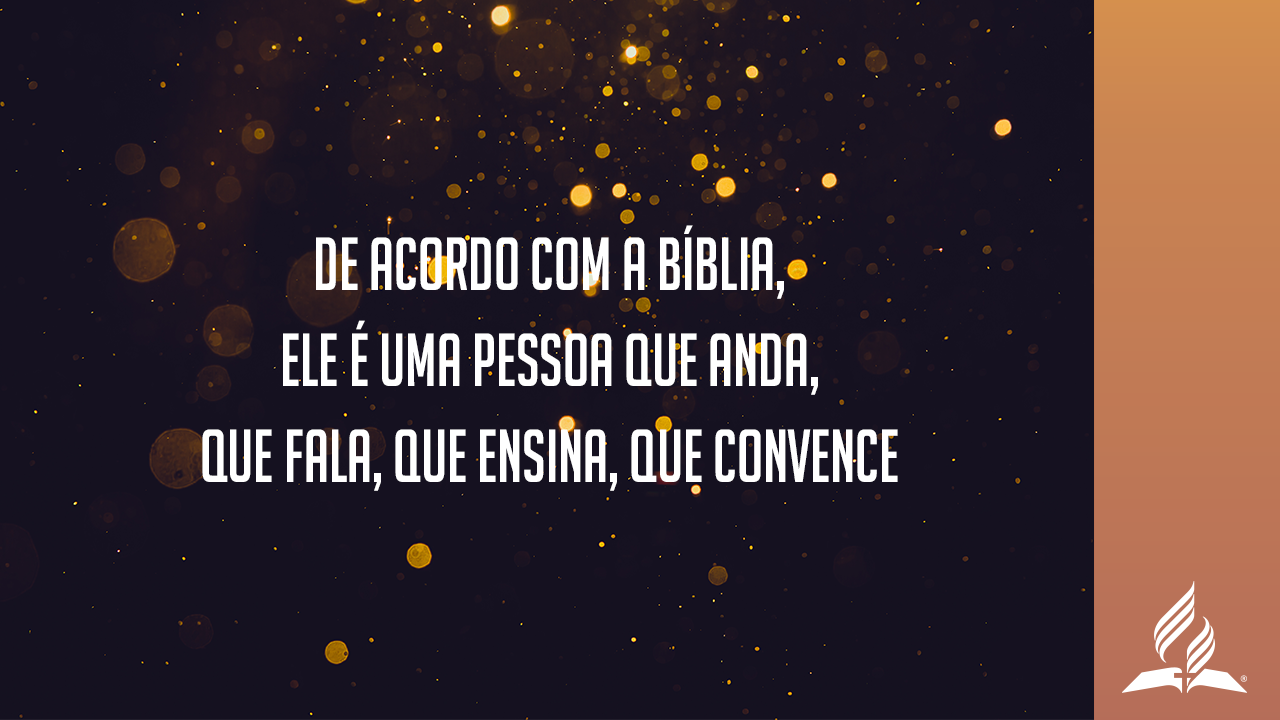 DE ACORDO COM A BÍBLIA,
ELE É UMA PESSOA QUE ANDA,
QUE FALA, QUE ENSINA, QUE CONVENCE
®